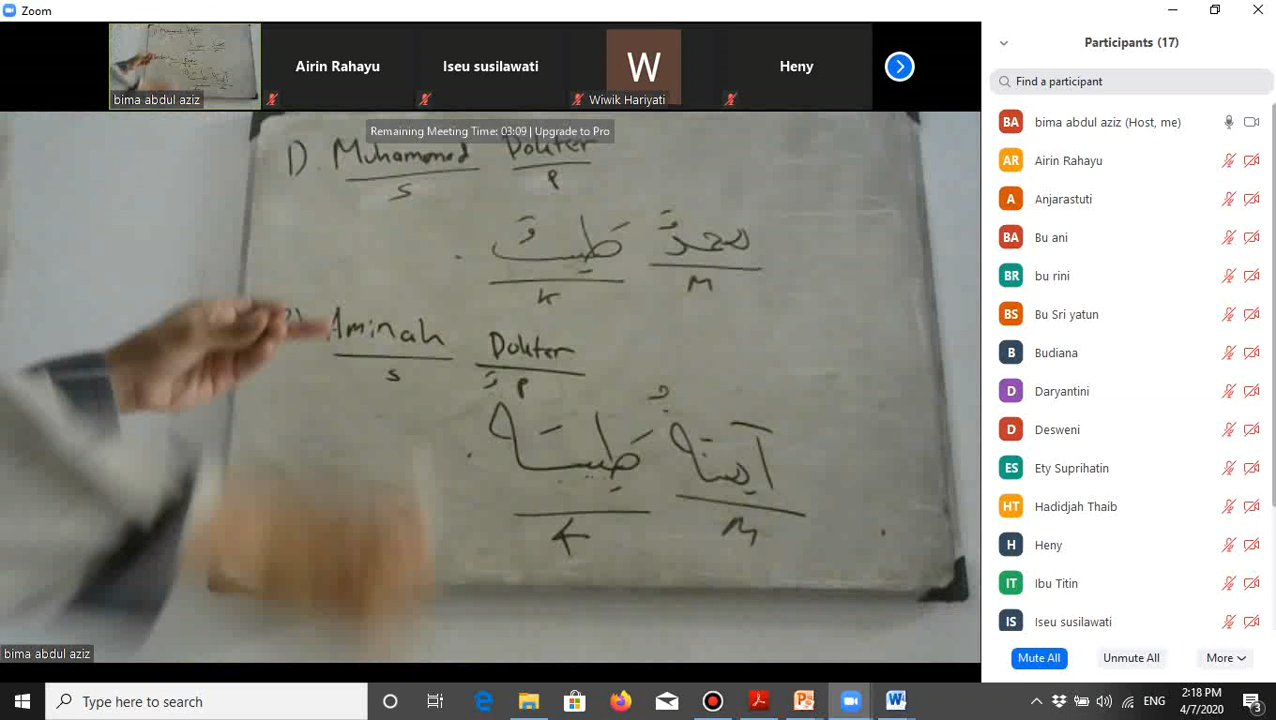 Zoom
bima abdul aziz
Airin Rahayu
Iseu susilawati
W
Wiwik Hariyati
Heny
Remaining Meeting Time: 03:09 | Upgrade to Pro
1) Muhammad Dokter
S P
محمدٌ طَبِيبٌ .
M K
2) Aminah Dokter
S P
آمِنَةٌ طَبِيبَةٌ .
M K
bima abdul aziz
Participants (17)
Find a participant
BA bima abdul aziz (Host, me)
AR Airin Rahayu
A Anjarastuti
BA Bu ani
BR bu rini
BS Bu Sri yatun
B Budiana
D Daryantini
D Desweni
ES Ety Suprihatin
HT Hadidjah Thaib
H Heny
IT Ibu Titin
IS Iseu susilawati
Mute All Unmute All More
Type here to search
ENG
2:18 PM
4/7/2020
3